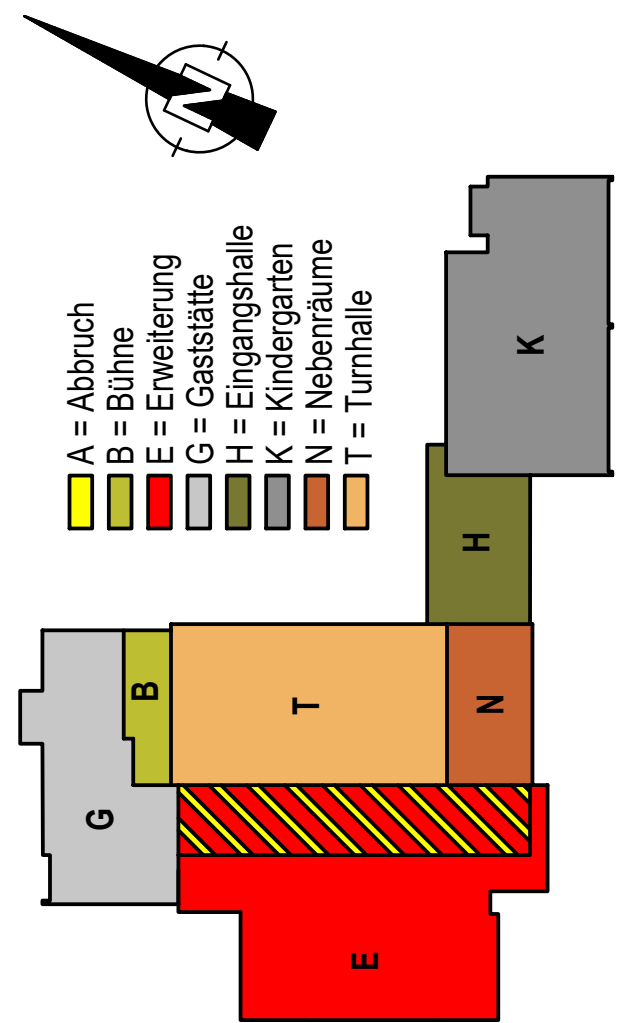 N
A = Abbruch
B = Bühne
E = Erweiterung
G = Gaststätte
H = Eingangshalle
K = Kindergarten
N = Nebenräume
T = Turnhalle
G
B
T
N
H
K
E